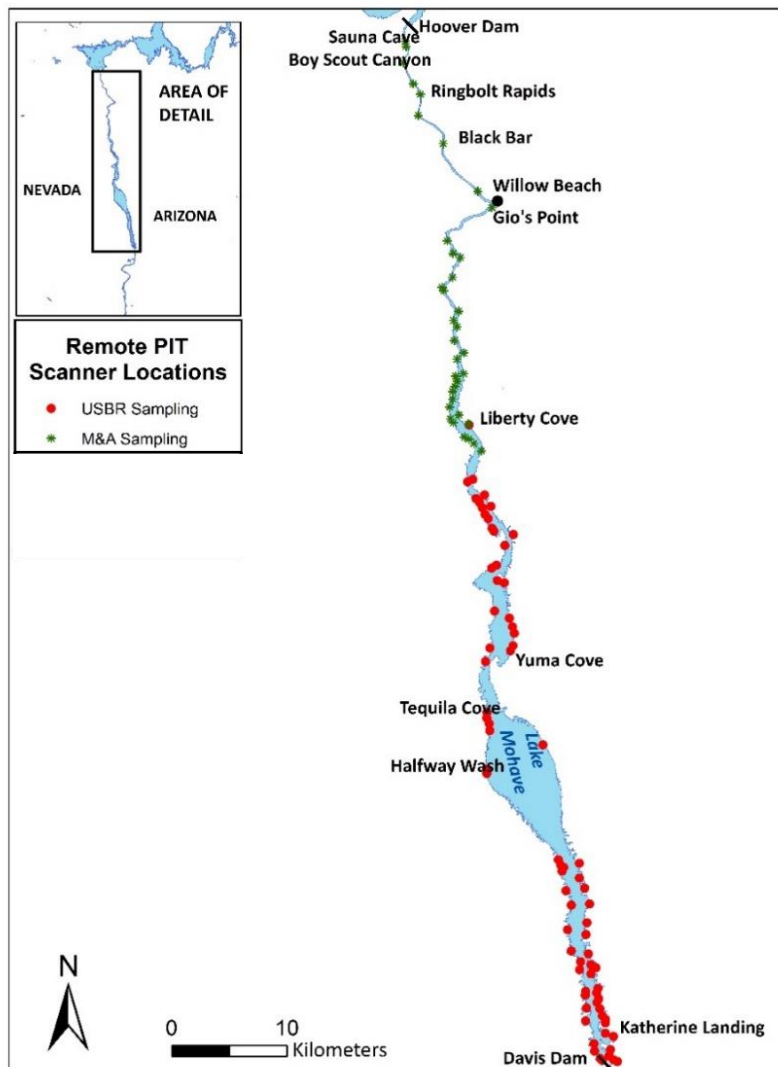 Hoover Dam
Sauna Cave
Boy Scout Canyon
AREA OF
DETAIL
Ringbolt Rapids
Black Bar
NEVADA
Willow Beach
ARIZONA
Gio's Point
Remote PIT
Scanner Locations
USBR Sampling
M&A Sampling
Liberty Cove
Yuma Cove
Tequila Cove
Lake
Mohave
Halfway Wash
N
0 10
Kilometers
Katherine Landing
Davis Dam